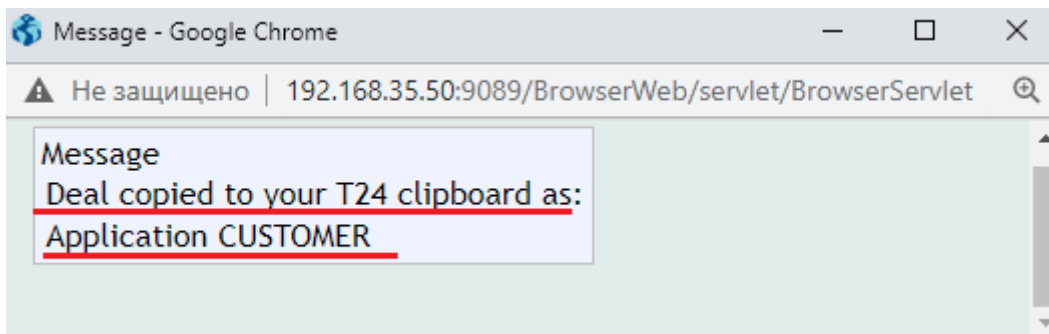 Message - Google Chrome
Не защищено | 192.168.35.50:9089/BrowserWeb/servlet/BrowserServlet
Message
Deal copied to your T24 clipboard as:
Application CUSTOMER